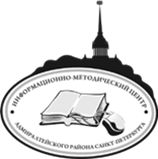 ИНФОРМАЦИОННО-МЕТОДИЧЕСКИЙ ЦЕНТР
АДМИРАЛТЕЙСКОГО РАЙОНА САНКТ-ПЕТЕРБУРГА